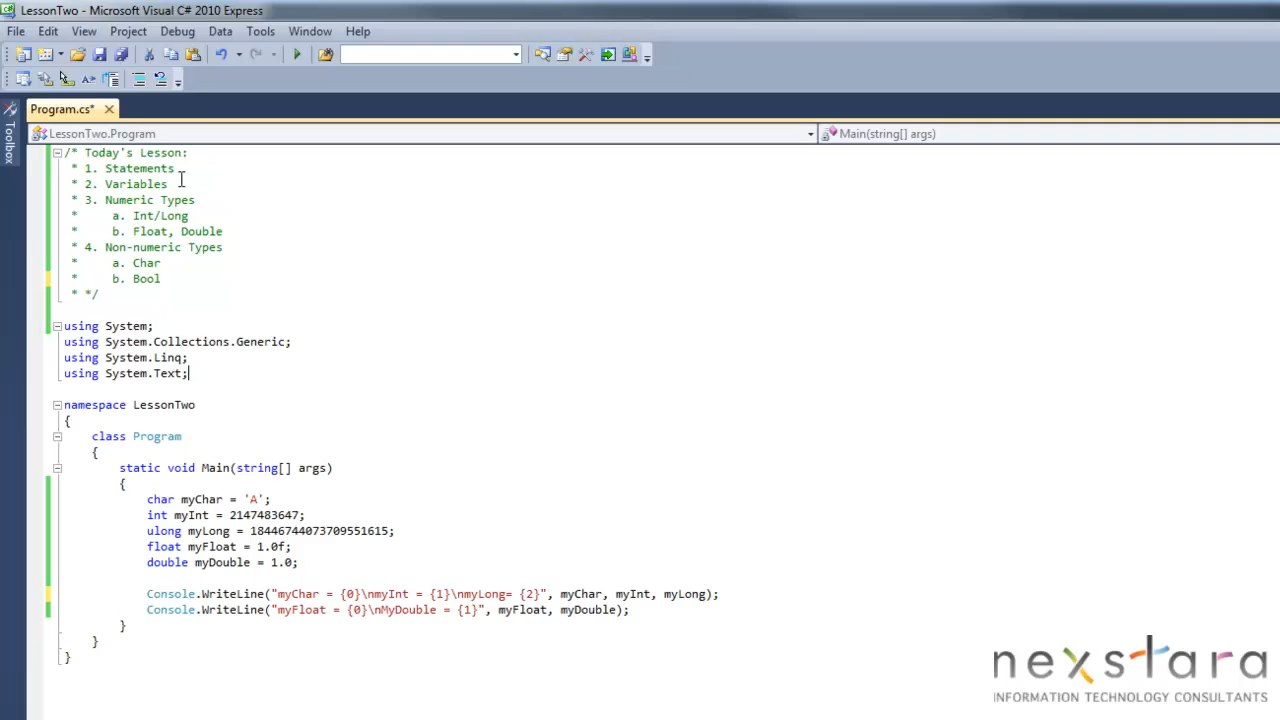 LessonTwo - Microsoft Visual C# 2010 Express
File Edit View Project Debug Data Tools Window Help
Program.cs* ×
Toolbox
LessonTwo.Program Main(string[] args)
/* Today's Lesson:
* 1. Statements
* 2. Variables
* 3. Numeric Types
* a. Int/Long
* b. Float, Double
* 4. Non-numeric Types
* a. Char
* b. Bool
* */
using System;
using System.Collections.Generic;
using System.Linq;
using System.Text;
namespace LessonTwo
{
class Program
{
static void Main(string[] args)
{
char myChar = 'A';
int myInt = 2147483647;
ulong myLong = 18446744073709551615;
float myFloat = 1.0f;
double myDouble = 1.0;
Console.WriteLine("myChar = {0}\nmyInt = {1}\nmyLong= {2}", myChar, myInt, myLong);
Console.WriteLine("myFloat = {0}\nMyDouble = {1}", myFloat, myDouble);
}
}
}
nexstara
INFORMATION TECHNOLOGY CONSULTANTS